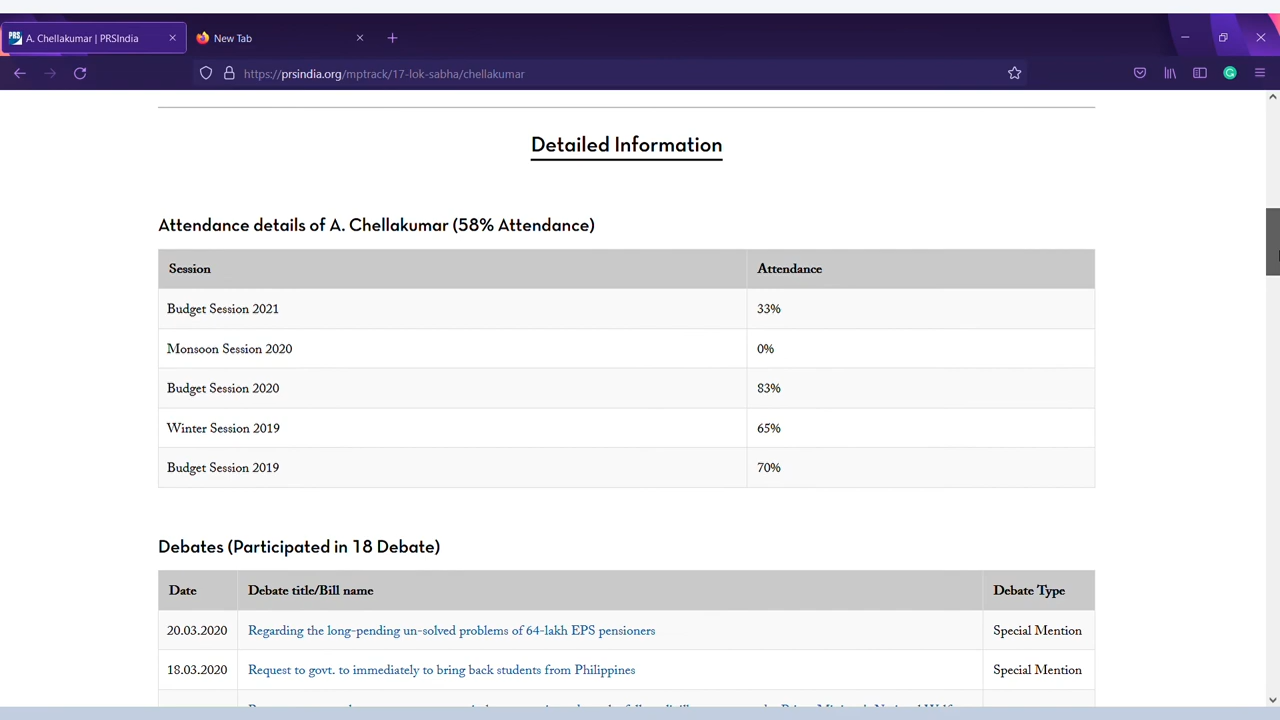 A. Chellakumar | PRSIndia
New Tab
https://prsindia.org/mptrack/17-lok-sabha/chellakumar
Detailed Information
Attendance details of A. Chellakumar (58% Attendance)
Session Attendance
Budget Session 2021 33%
Monsoon Session 2020 0%
Budget Session 2020 83%
Winter Session 2019 65%
Budget Session 2019 70%
Debates (Participated in 18 Debate)
Date Debate title/Bill name Debate Type
20.03.2020 Regarding the long-pending un-solved problems of 64-lakh EPS pensioners Special Mention
18.03.2020 Request to govt. to immediately to bring back students from Philippines Special Mention